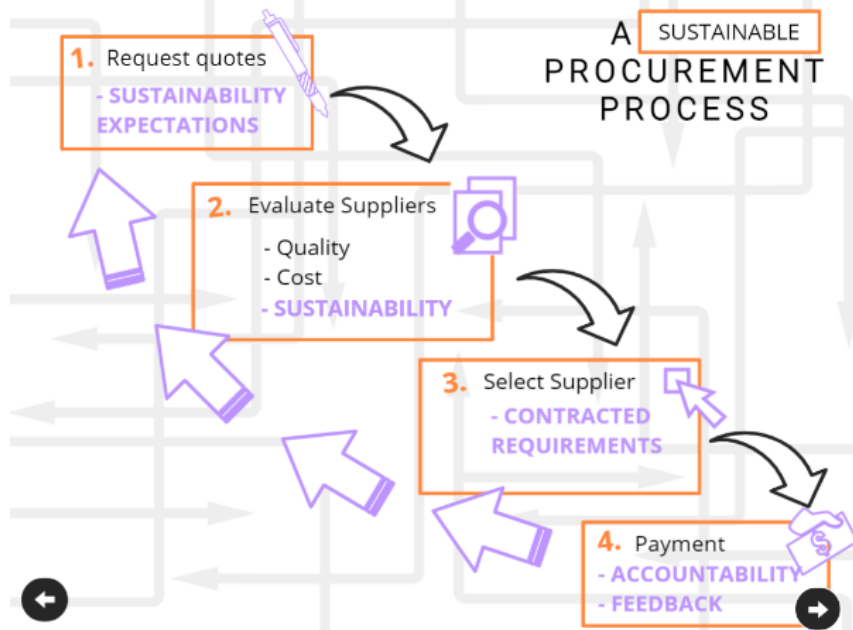 A SUSTAINABLE
PROCUREMENT
PROCESS
1. Request quotes
- SUSTAINABILITY
EXPECTATIONS
2. Evaluate Suppliers
- Quality
- Cost
- SUSTAINABILITY
3. Select Supplier
- CONTRACTED
REQUIREMENTS
4. Payment
- ACCOUNTABILITY
- FEEDBACK
$